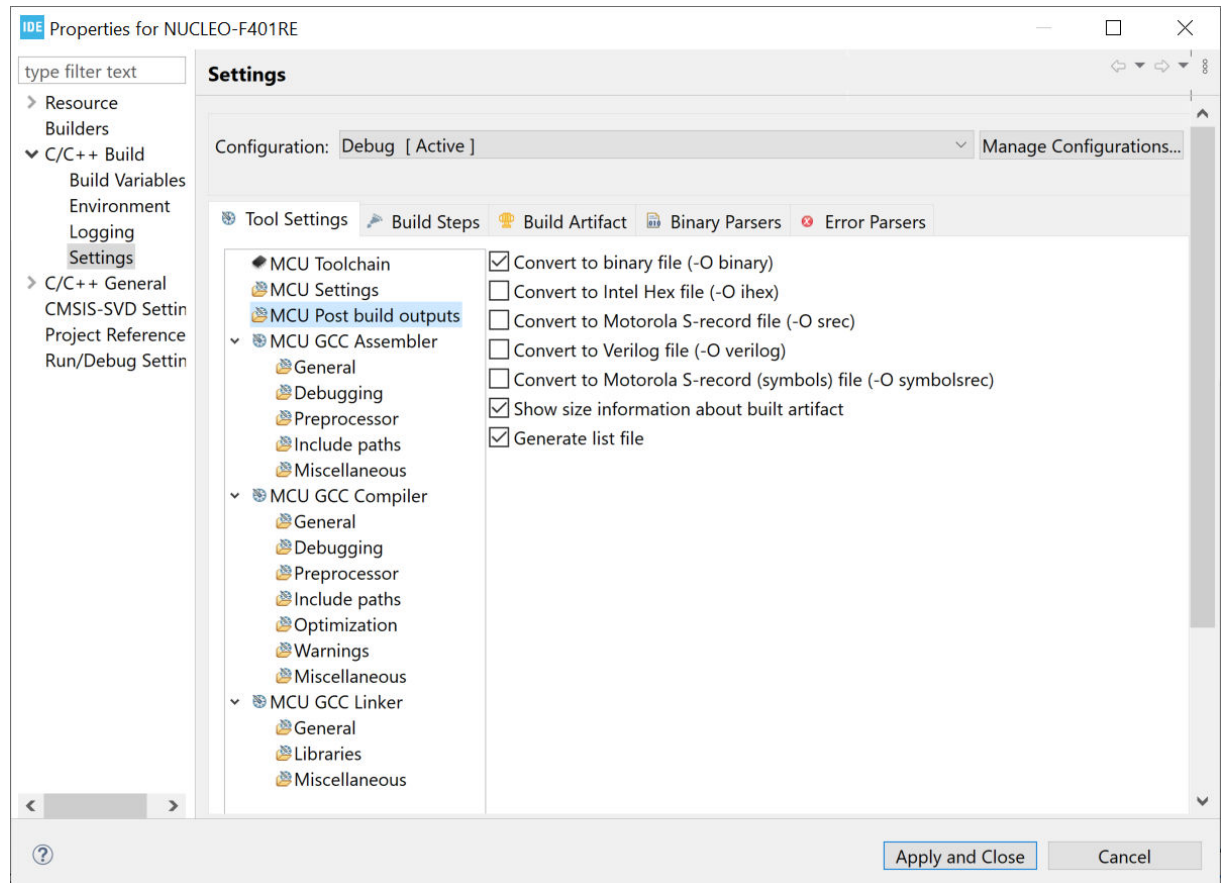 IDE Properties for NUCLEO-F401RE
type filter text
Resource
Builders
C/C++ Build
Build Variables
Environment
Logging
Settings
C/C++ General
CMSIS-SVD Settin
Project Reference
Run/Debug Settin
Settings
Configuration: Debug [ Active ] Manage Configurations...
Tool Settings Build Steps Build Artifact Binary Parsers Error Parsers
MCU Toolchain
MCU Settings
MCU Post build outputs
MCU GCC Assembler
General
Debugging
Preprocessor
Include paths
Miscellaneous
MCU GCC Compiler
General
Debugging
Preprocessor
Include paths
Optimization
Warnings
Miscellaneous
MCU GCC Linker
General
Libraries
Miscellaneous
Convert to binary file (-O binary)
Convert to Intel Hex file (-O ihex)
Convert to Motorola S-record file (-O srec)
Convert to Verilog file (-O verilog)
Convert to Motorola S-record (symbols) file (-O symbolsrec)
Show size information about built artifact
Generate list file
Apply and Close Cancel